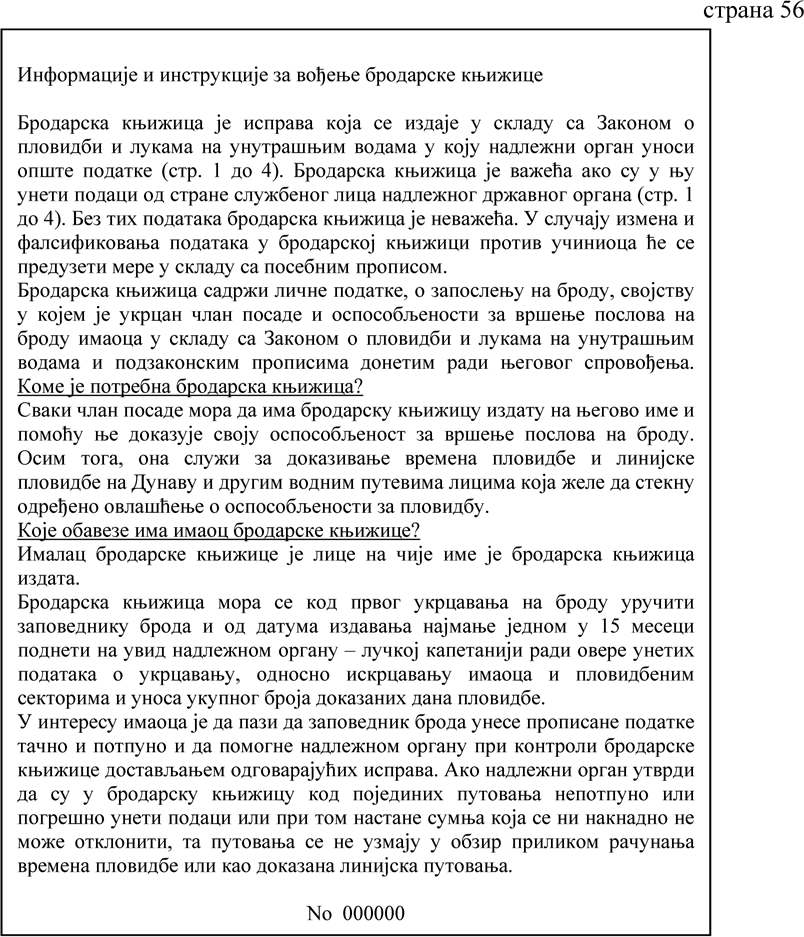 страна 56
Информације и инструкције за вођење бродарске књижице
Бродарска књижица је исправа која се издаје у складу са Законом о
пловидби и лукама на унутрашњим водама у коју надлежни орган уноси
опште податке (стр. 1 до 4). Бродарска књижица је важећа ако су у њу
унети подаци од стране службеног лица надлежног државног органа (стр. 1
до 4). Без тих података бродарска књижица је неважећа. У случају измена и
фалсификовања података у бродарској књижици против учиниоца ће се
предузети мере у складу са посебним прописом.
Бродарска књижица садржи личне податке, о запослењу на броду, својству
у којем је укрцан члан посаде и оспособљености за вршење послова на
броду имаоца у складу са Законом о пловидби и лукама на унутрашњим
водама и подзаконским прописима донетим ради његовог спровођења.
Коме је потребна бродарска књижица?
Сваки члан посаде мора да има бродарску књижицу издату на његово име и
помоћу ње доказује своју оспособљеност за вршење послова на броду.
Осим тога, она служи за доказивање времена пловидбе и линијске
пловидбе на Дунаву и другим водним путевима лицима која желе да стекну
одређено овлашћење о оспособљености за пловидбу.
Које обавезе има имаоц бродарске књижице?
Ималац бродарске књижице је лице на чије име је бродарска књижица
издата.
Бродарска књижица мора се код првог укрцавања на броду уручити
заповеднику брода и од датума издавања најмање једном у 15 месеци
поднети на увид надлежном органу – лучкој капетанији ради овере унетих
података о укрцавању, односно искрцавању имаоца и пловидбеним
секторима и уноса укупног броја доказаних дана пловидбе.
У интересу имаоца је да пази да заповедник брода унесе прописане податке
тачно и потпуно и да помогне надлежном органу при контроли бродарске
књижице достављањем одговарајућих исправа. Ако надлежни орган утврди
да су у бродарску књижицу код појединих путовања непотпуно или
погрешно унети подаци или при том настане сумња која се ни накнадно не
може отклонити, та путовања се не узмају у обзир приликом рачунања
времена пловидбе или као доказана линијска путовања.
No 000000